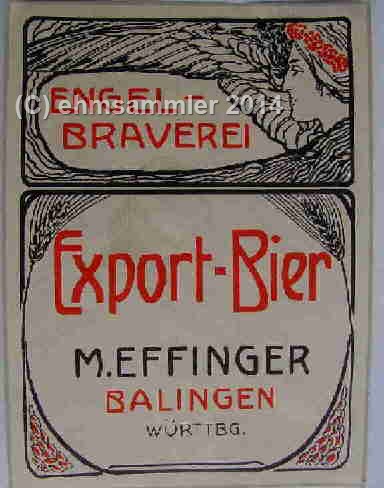 ENGEL-
(C) ehmsammler 2014
BRAVEREI
Export-Bier
M. EFFINGER
BALINGEN
WÜRTTBG.